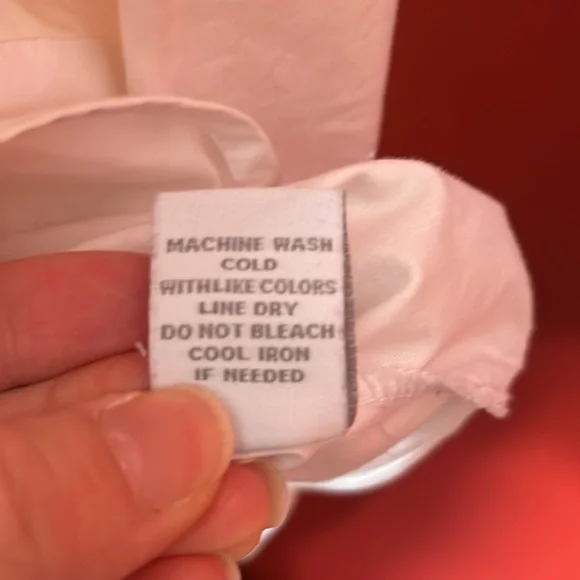 MACHINE WASH
COLD
WITHLIKE COLORS
LINE DRY
DO NOT BLEACH
COOL IRON
IF NEEDED